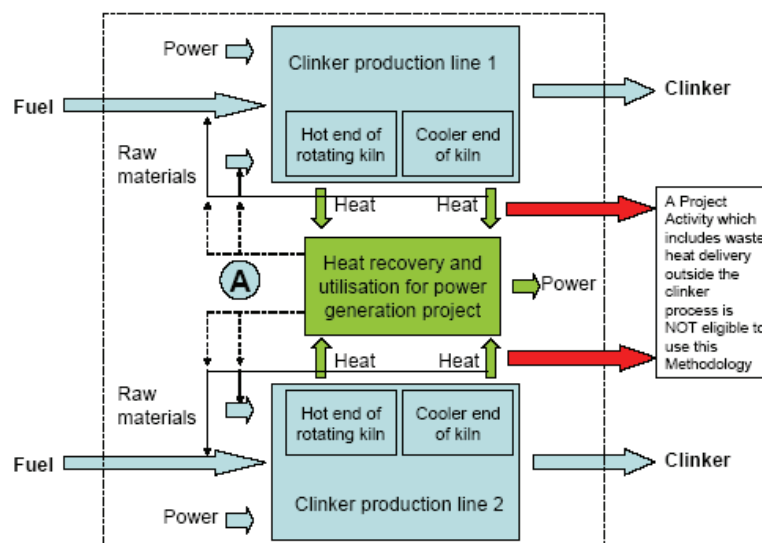 Power
Clinker production line 1
Fuel
Clinker
Hot end of
rotating kiln
Cooler end
of kiln
Raw
materials
Heat
Heat
A Project
Activity which
includes waste
heat delivery
outside the
clinker
process is
NOT eligible to
use this
Methodology
A
Heat recovery and
utilisation for power
generation project
Power
Heat
Heat
Raw
materials
Hot end of
rotating kiln
Cooler end
of kiln
Fuel
Clinker
Clinker production line 2
Power